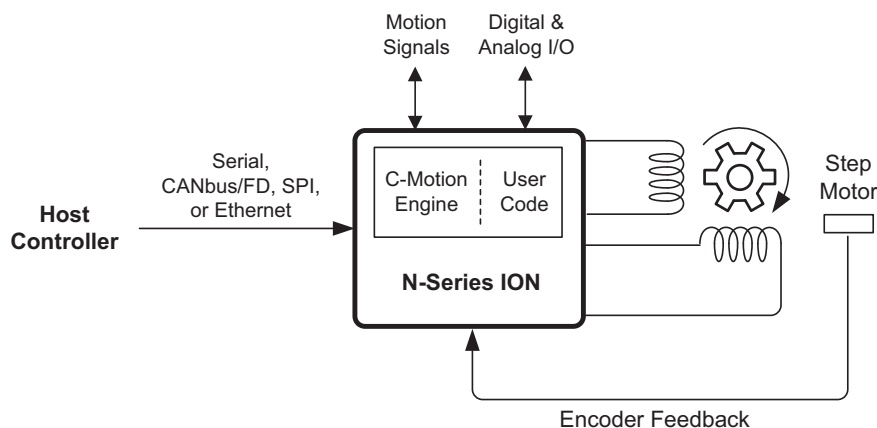 Motion
Signals
Digital &
Analog I/O
Serial,
CANbus/FD, SPI,
or Ethernet
Host
Controller
C-Motion
Engine
User
Code
N-Series ION
Step
Motor
Encoder Feedback